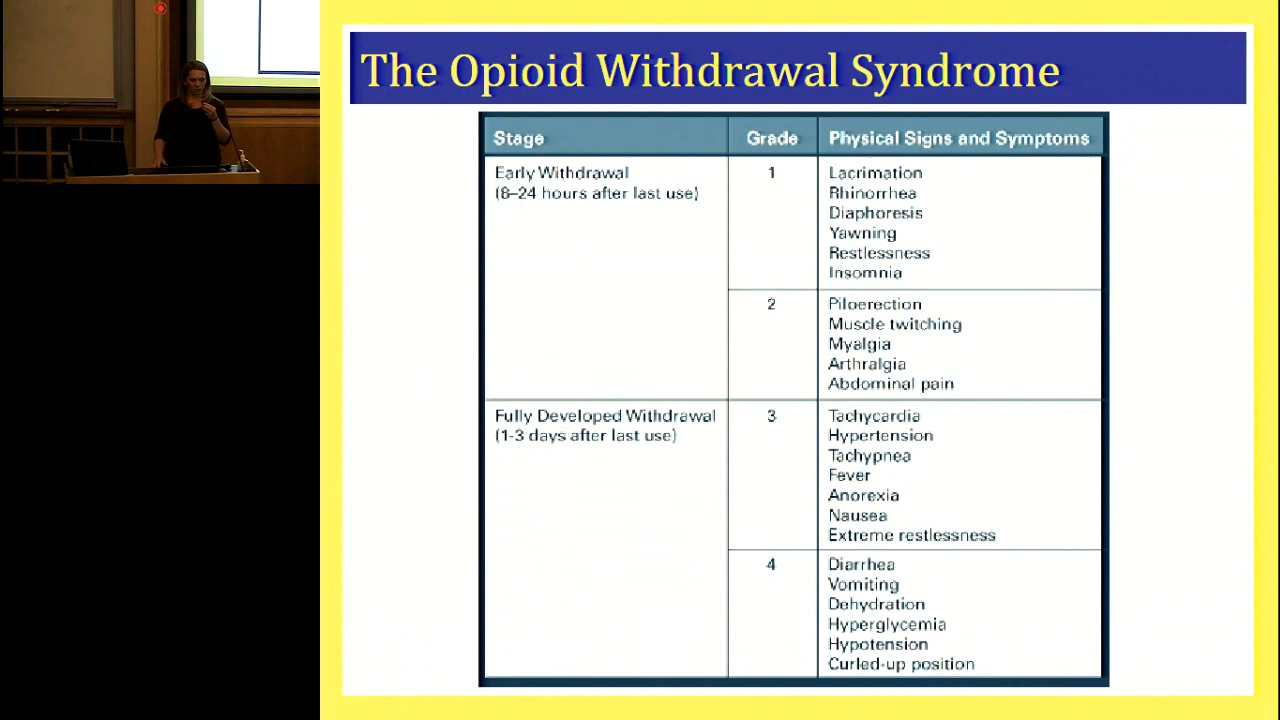 The Opioid Withdrawal Syndrome
Stage Grade Physical Signs and Symptoms
Early Withdrawal
(8–24 hours after last use)
1
Lacrimation
Rhinorrhea
Diaphoresis
Yawning
Restlessness
Insomnia
2
Piloerection
Muscle twitching
Myalgia
Arthralgia
Abdominal pain
Fully Developed Withdrawal
(1-3 days after last use)
3
Tachycardia
Hypertension
Tachypnea
Fever
Anorexia
Nausea
Extreme restlessness
4
Diarrhea
Vomiting
Dehydration
Hyperglycemia
Hypotension
Curled-up position